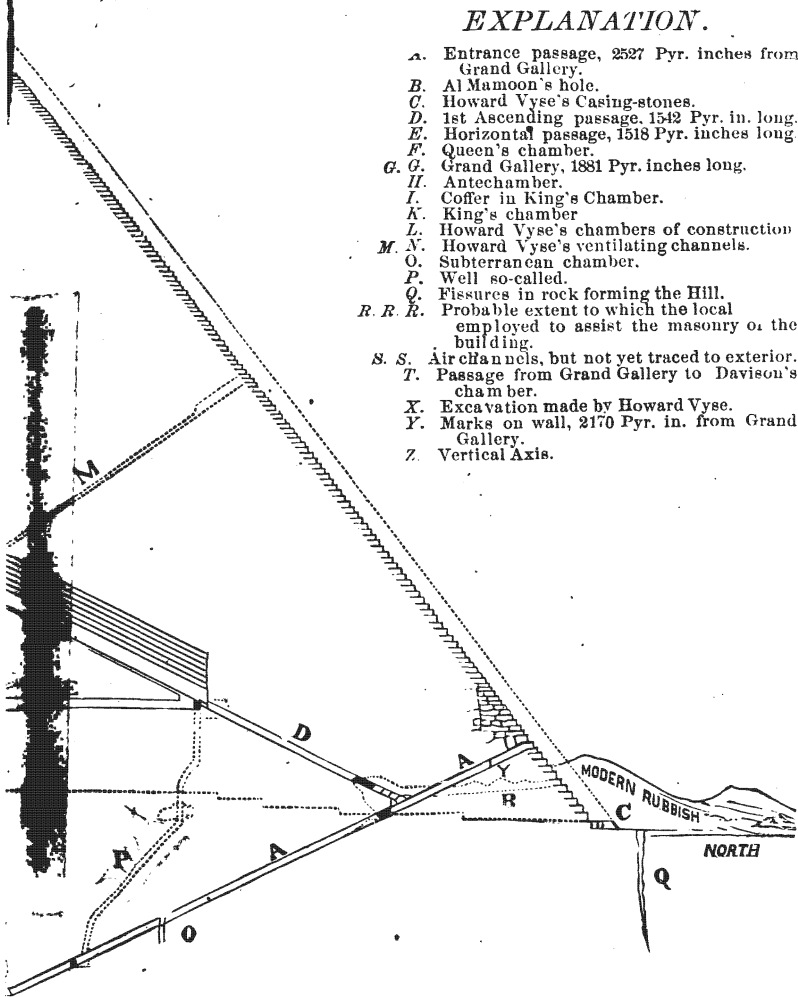 EXPLANATION.
A. Entrance passage, 2527 Pyr. inches from
Grand Gallery.
B. Al Mamoon's hole.
C. Howard Vyse's Casing-stones.
D. 1st Ascending passage. 1542 Pyr. in. long.
E. Horizontal passage, 1518 Pyr. inches long.
F. Queen's chamber.
G. G. Grand Gallery, 1881 Pyr. inches long.
H. Antechamber.
I. Coffer in King's Chamber.
K. King's chamber
L. Howard Vyse's chambers of construction
M. N. Howard Vyse's ventilating channels.
O. Subterranean chamber.
P. Well so-called.
Q. Fissures in rock forming the Hill.
R. R. R. Probable extent to which the local
employed to assist the masonry of the
building.
S. S. Air channels, but not yet traced to exterior.
T. Passage from Grand Gallery to Davison's
chamber.
X. Excavation made by Howard Vyse.
Y. Marks on wall, 2170 Pyr. in. from Grand
Gallery.
Z. Vertical Axis.
M
D
A
Y
R
MODERN RUBBISH
C
NORTH
P
A
Q
O